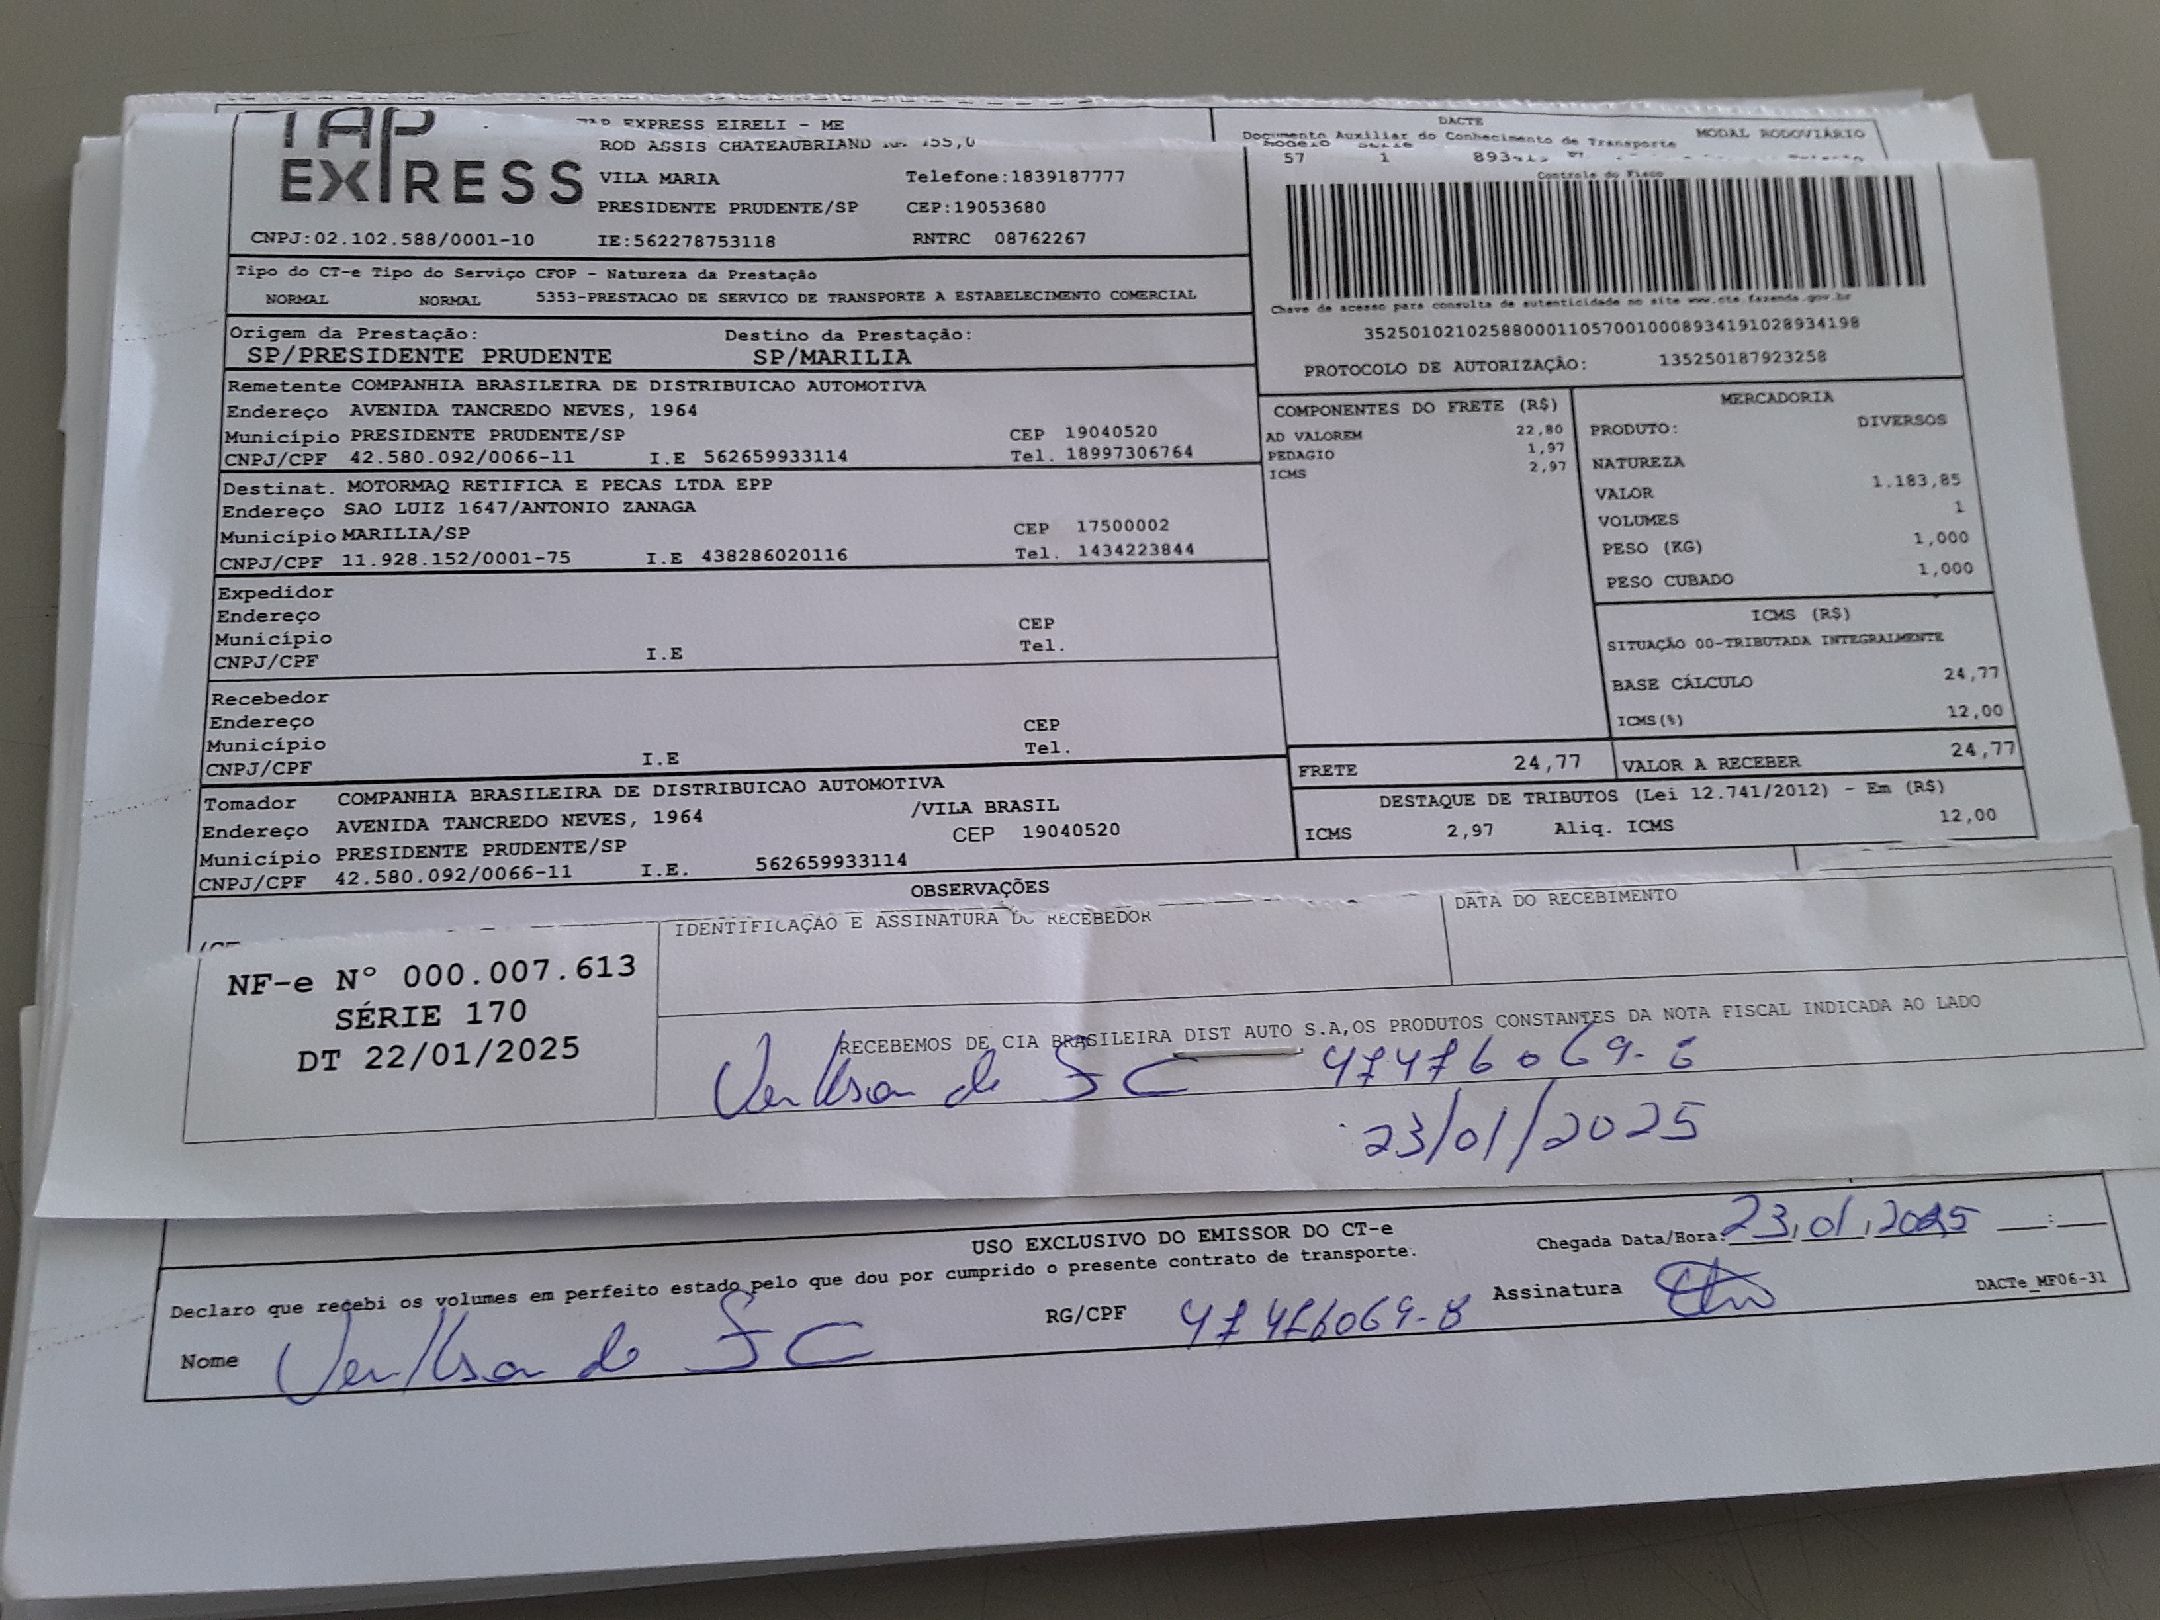 TAP EXPRESS
TAP EXPRESS EIRELI - ME
ROD ASSIS CHATEAUBRIAND
VILA MARIA Telefone:1839187777
PRESIDENTE PRUDENTE/SP CEP:19053680
CNPJ:02.102.588/0001-10 IE:562278753118 RNTRC 08762267
DACTE
Documento Auxiliar do Conhecimento de Transporte MODAL RODOVIÁRIO
57 1
Controle do Fisco
Chave de acesso para consulta de autenticidade no site www.cte.fazenda.gov.br
35250102102588000110570010008934191028934198
PROTOCOLO DE AUTORIZAÇÃO: 135250187923258
Tipo do CT-e Tipo do Serviço CFOP - Natureza da Prestação
NORMAL NORMAL 5353-PRESTACAO DE SERVICO DE TRANSPORTE A ESTABELECIMENTO COMERCIAL
Origem da Prestação: Destino da Prestação:
SP/PRESIDENTE PRUDENTE SP/MARILIA
Remetente COMPANHIA BRASILEIRA DE DISTRIBUICAO AUTOMOTIVA
Endereço AVENIDA TANCREDO NEVES, 1964
Município PRESIDENTE PRUDENTE/SP CEP 19040520
CNPJ/CPF 42.580.092/0066-11 I.E 562659933114 Tel. 18997306764
Destinat. MOTORMAQ RETIFICA E PECAS LTDA EPP
Endereço SAO LUIZ 1647/ANTONIO ZANAGA
Município MARILIA/SP CEP 17500002
CNPJ/CPF 11.928.152/0001-75 I.E 438286020116 Tel. 1434223844
Expedidor
Endereço
Município CEP
CNPJ/CPF I.E Tel.
Recebedor
Endereço
Município CEP
CNPJ/CPF I.E Tel.
Tomador COMPANHIA BRASILEIRA DE DISTRIBUICAO AUTOMOTIVA
Endereço AVENIDA TANCREDO NEVES, 1964 /VILA BRASIL
Município PRESIDENTE PRUDENTE/SP CEP 19040520
CNPJ/CPF 42.580.092/0066-11 I.E. 562659933114
COMPONENTES DO FRETE (R$)
AD VALOREM 22,80
PEDAGIO 1,97
ICMS 2,97
MERCADORIA
PRODUTO: DIVERSOS
NATUREZA
VALOR 1.183,85
VOLUMES 1
PESO (KG) 1,000
PESO CUBADO 1,000
ICMS (R$)
SITUAÇÃO 00-TRIBUTADA INTEGRALMENTE
BASE CÁLCULO 24,77
ICMS(%) 12,00
FRETE 24,77 VALOR A RECEBER 24,77
DESTAQUE DE TRIBUTOS (Lei 12.741/2012) - Em (R$)
ICMS 2,97 Aliq. ICMS 12,00
OBSERVAÇÕES
NF-e Nº 000.007.613
SÉRIE 170
DT 22/01/2025
IDENTIFICAÇÃO E ASSINATURA DO RECEBEDOR DATA DO RECEBIMENTO
RECEBEMOS DE CIA BRASILEIRA DIST AUTO S.A,OS PRODUTOS CONSTANTES DA NOTA FISCAL INDICADA AO LADO
23/01/2025
USO EXCLUSIVO DO EMISSOR DO CT-e
Declaro que recebi os volumes em perfeito estado pelo que dou por cumprido o presente contrato de transporte.
Chegada Data/Hora: 23/01/2025
Nome RG/CPF Assinatura
DACTe_MF06-31